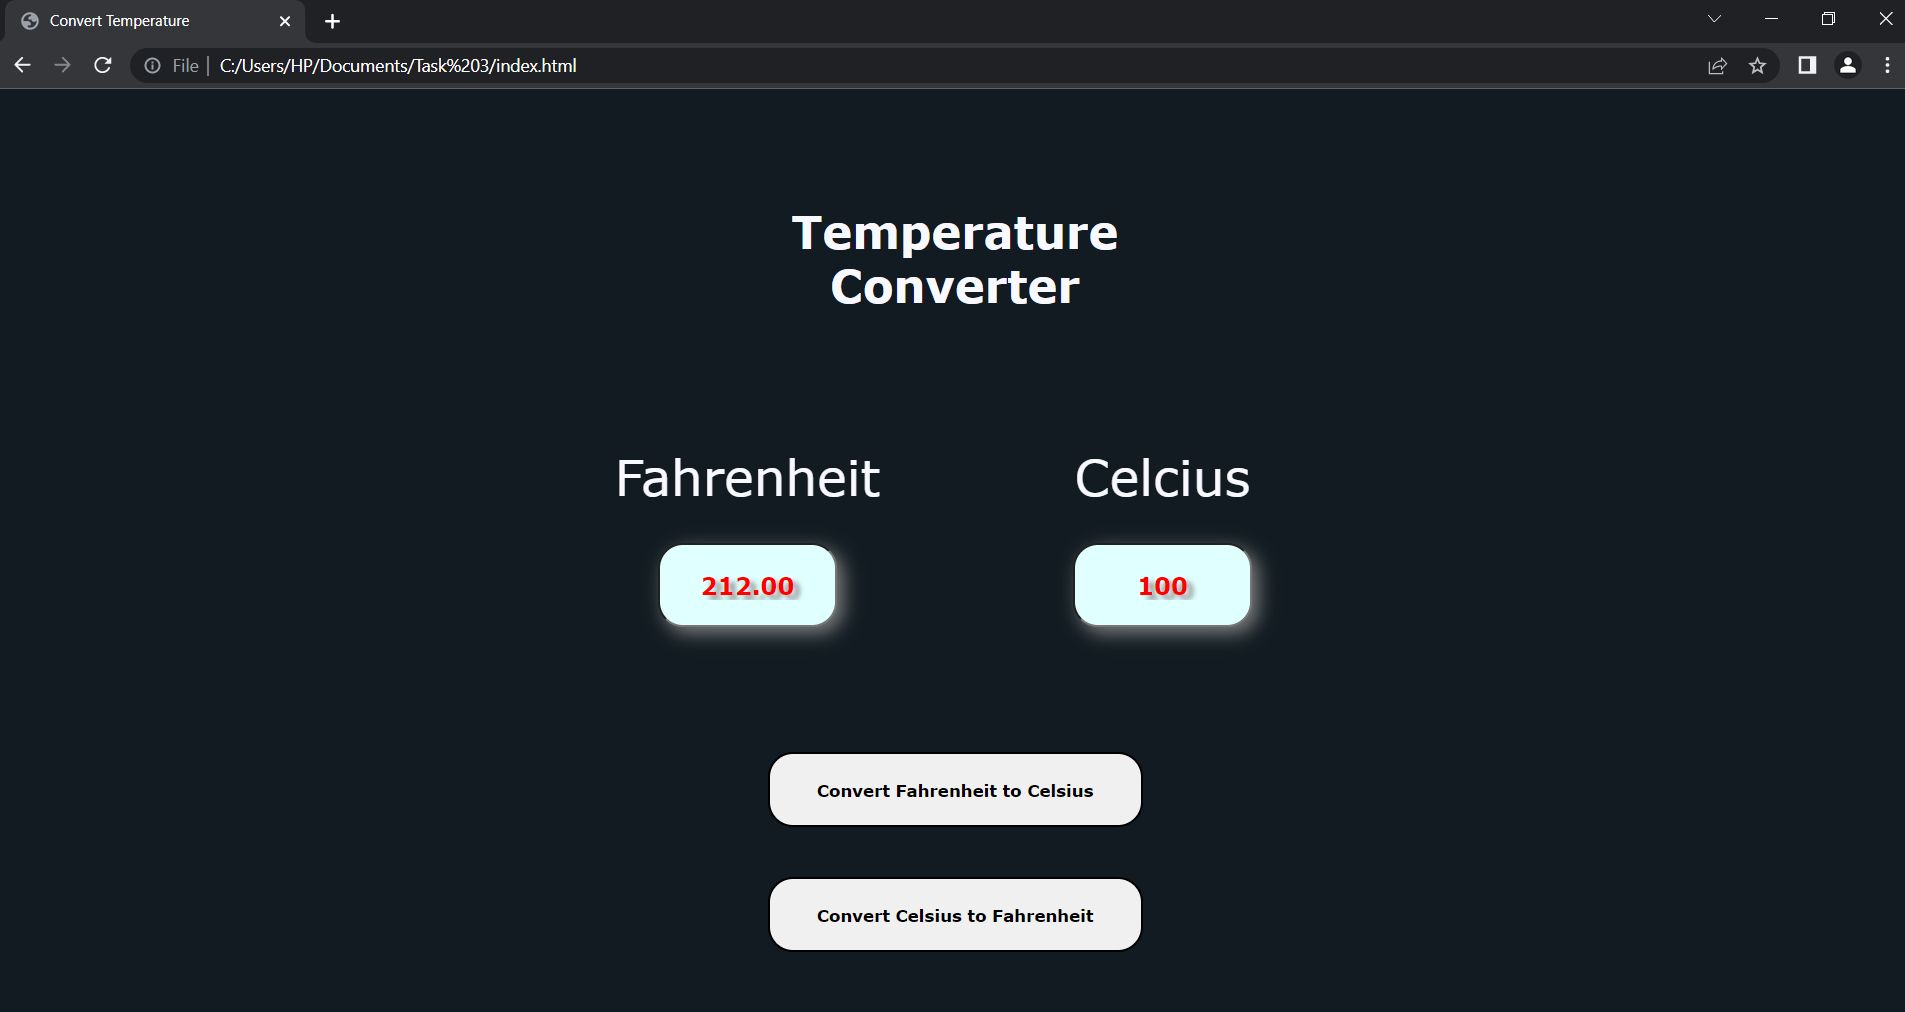 Convert Temperature
File
C:/Users/HP/Documents/Task%203/index.html
Temperature
Converter
Fahrenheit
Celcius
212.00
100
Convert Fahrenheit to Celsius
Convert Celsius to Fahrenheit